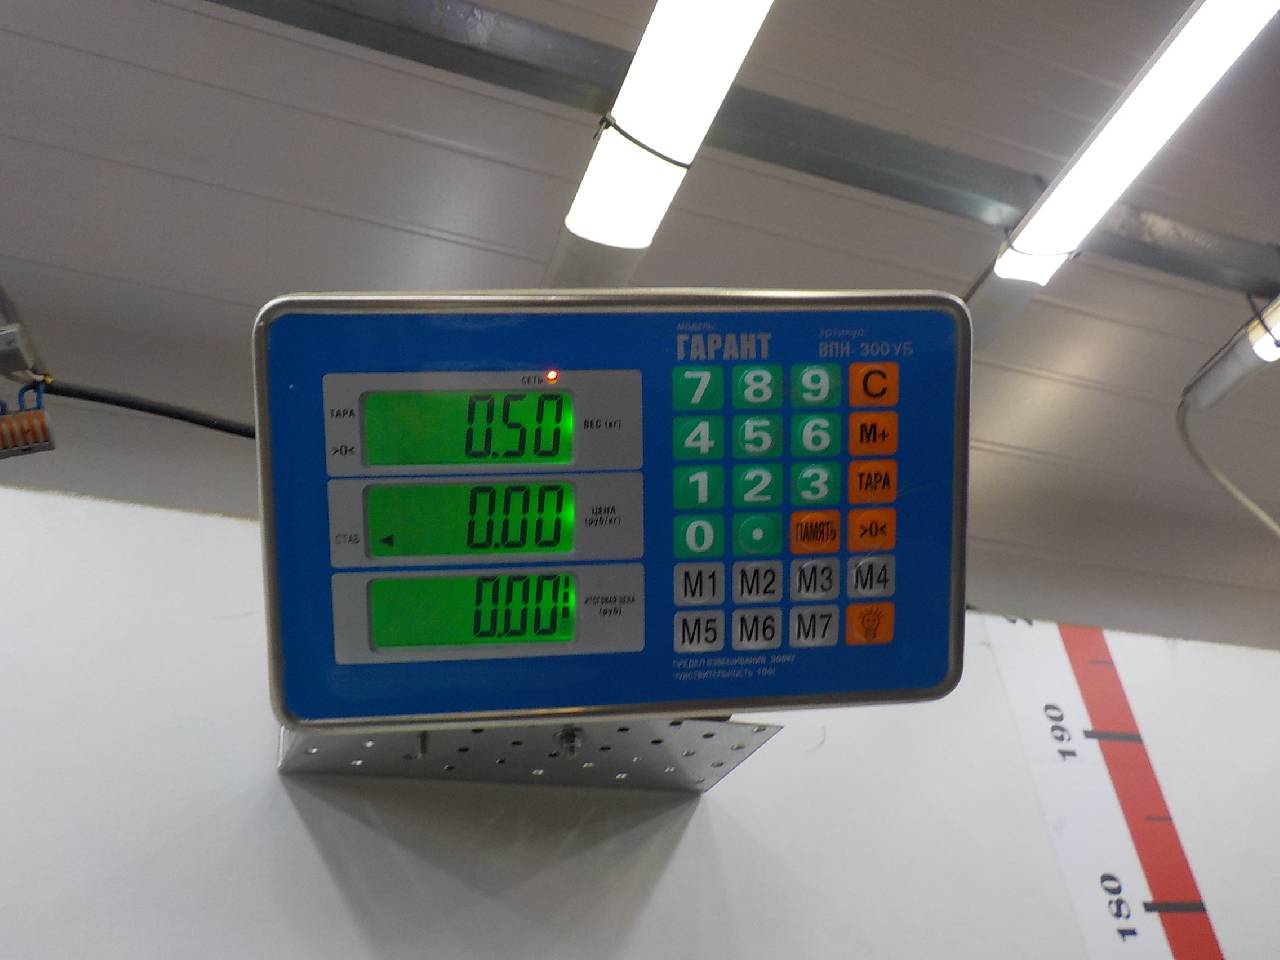 МОДЕЛЬ:
ГАРАНТ
АРТИКУЛ:
ВПН-300УБ
СЕТЬ
ТАРА
>0<
0.50
ВЕС (кг)
СТАБ
0.00
ЦЕНА
(руб/кг)
0.00
ИТОГОВАЯ ЦЕНА
(руб)
7 8 9 C
4 5 6 M+
1 2 3 ТАРА
0 . ПАМЯТЬ >0<
M1 M2 M3 M4
M5 M6 M7
ПРЕДЕЛ ВЗВЕШИВАНИЯ 300КГ
ЧУВСТВИТЕЛЬНОСТЬ 100Г
190
180